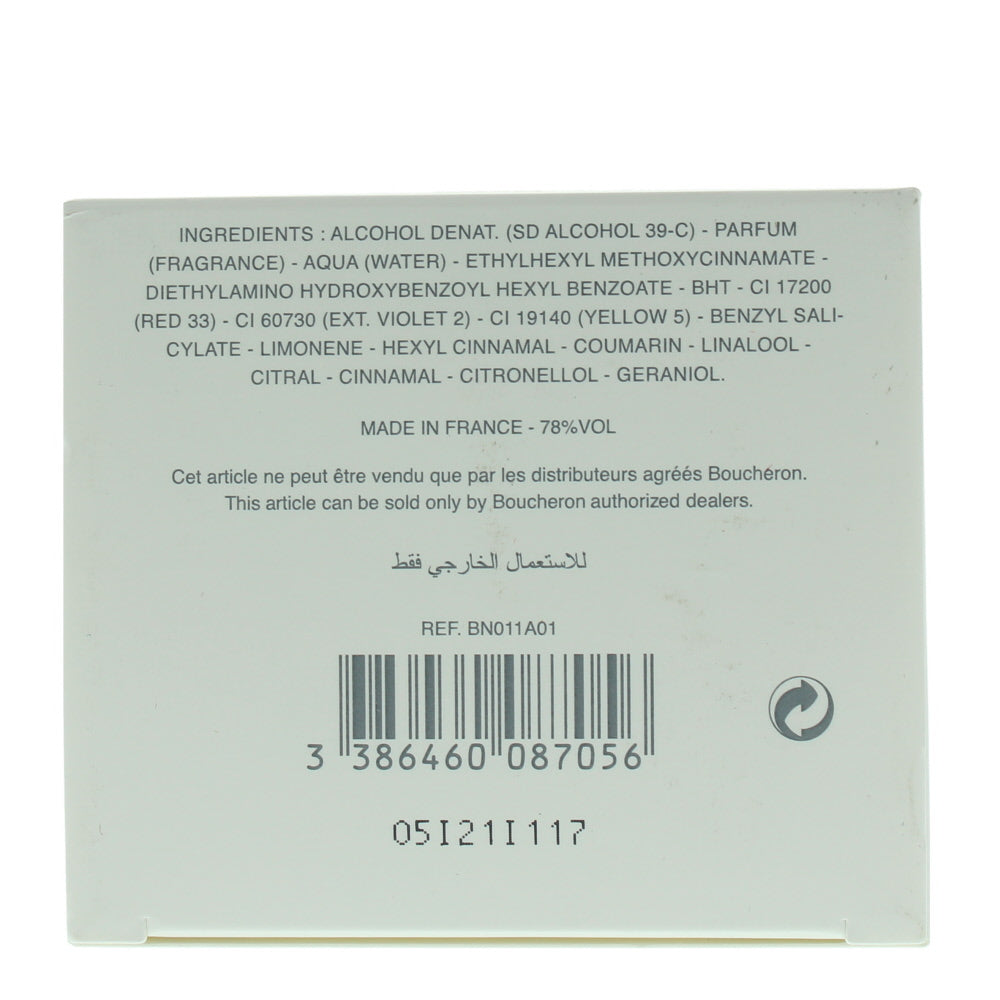 INGREDIENTS : ALCOHOL DENAT. (SD ALCOHOL 39-C) - PARFUM
(FRAGRANCE) - AQUA (WATER) - ETHYLHEXYL METHOXYCINNAMATE -
DIETHYLAMINO HYDROXYBENZOYL HEXYL BENZOATE - BHT - CI 17200
(RED 33) - CI 60730 (EXT. VIOLET 2) - CI 19140 (YELLOW 5) - BENZYL SALI-
CYLATE - LIMONENE - HEXYL CINNAMAL - COUMARIN - LINALOOL -
CITRAL - CINNAMAL - CITRONELLOL - GERANIOL.
MADE IN FRANCE - 78%VOL
Cet article ne peut être vendu que par les distributeurs agréés Boucheron.
This article can be sold only by Boucheron authorized dealers.
للاستعمال الخارجي فقط
REF. BN011A01
3 386460 087056
05I21I117